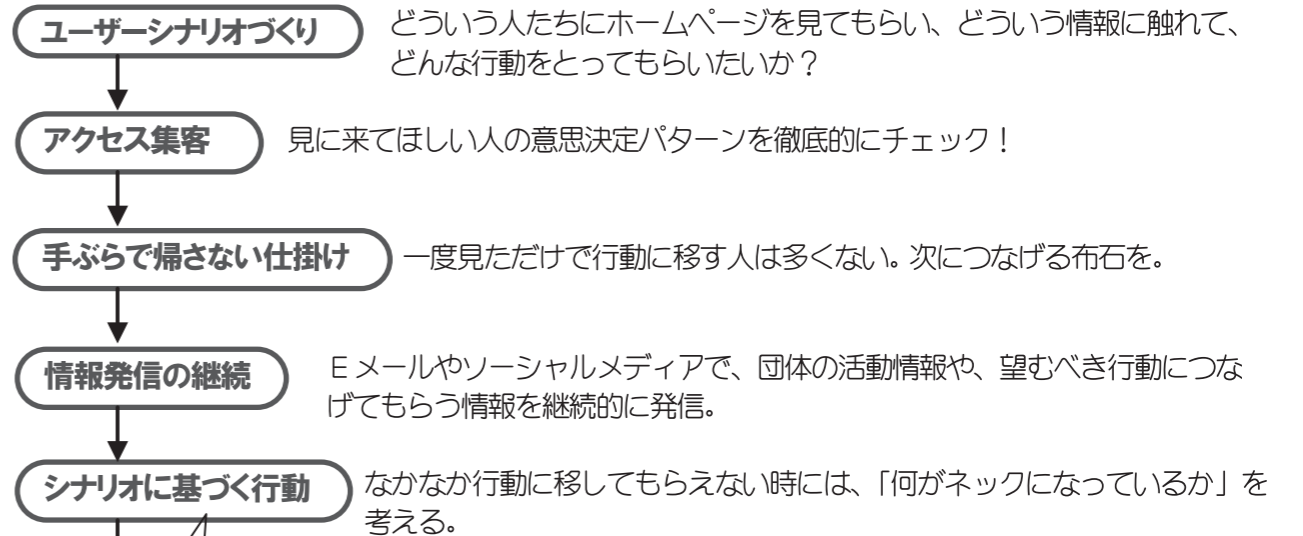 ユーザーシナリオづくり
どういう人たちにホームページを見てもらい、どういう情報に触れて、
どんな行動をとってもらいたいか？
アクセス集客
見に来てほしい人の意思決定パターンを徹底的にチェック！
手ぶらで帰さない仕掛け
一度見ただけで行動に移す人は多くない。次につなげる布石を。
情報発信の継続
Ｅメールやソーシャルメディアで、団体の活動情報や、望むべき行動につな
げてもらう情報を継続的に発信。
シナリオに基づく行動
なかなか行動に移してもらえない時には、「何がネックになっているか」を
考える。